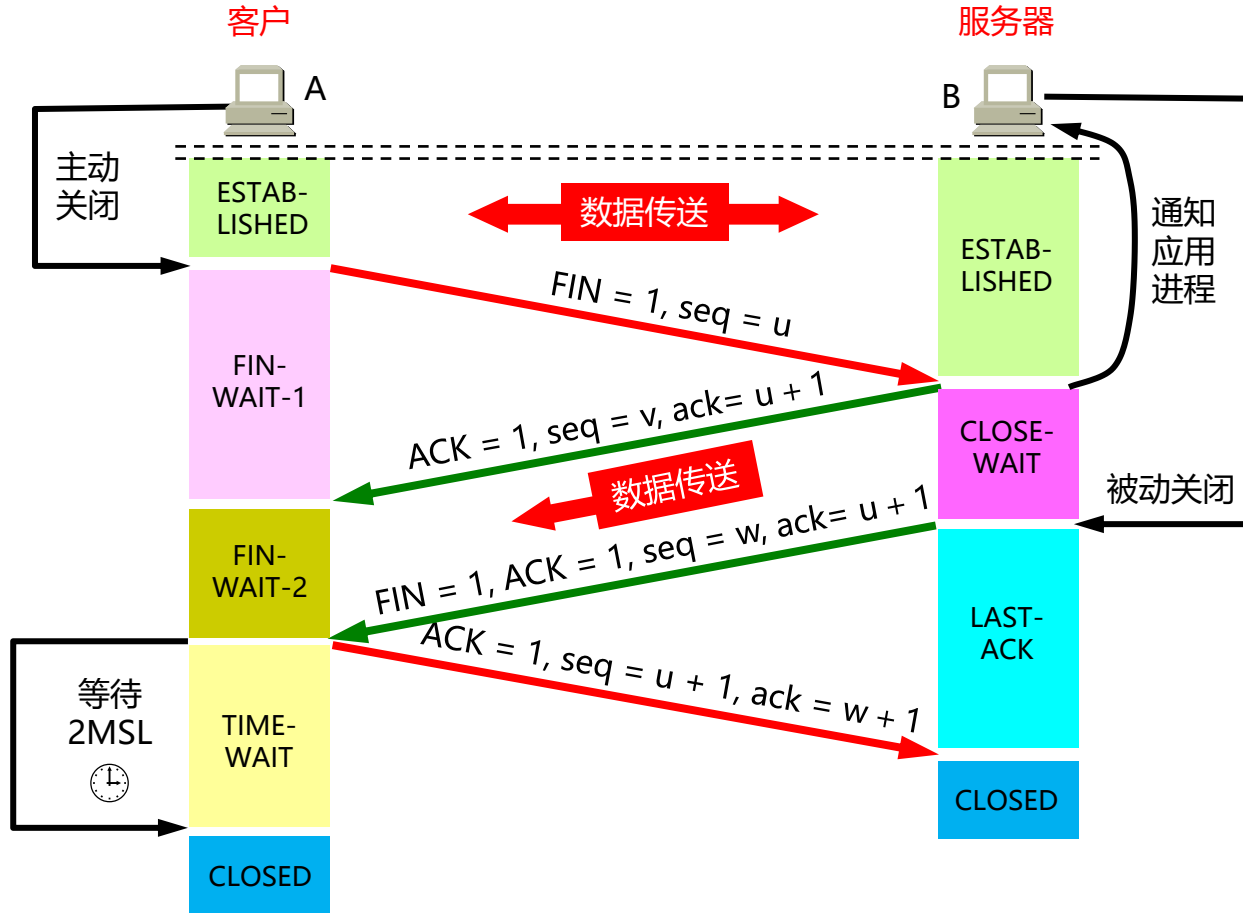 客户
服务器
A
B
主动
关闭
ESTAB-
LISHED
数据传送
ESTAB-
LISHED
通知
应用
进程
FIN = 1, seq = u
FIN-
WAIT-1
ACK = 1, seq = v, ack= u + 1
CLOSE-
WAIT
数据传送
被动关闭
FIN-
WAIT-2
FIN = 1, ACK = 1, seq = w, ack= u + 1
LAST-
ACK
ACK = 1, seq = u + 1, ack = w + 1
等待
2MSL
TIME-
WAIT
CLOSED
CLOSED